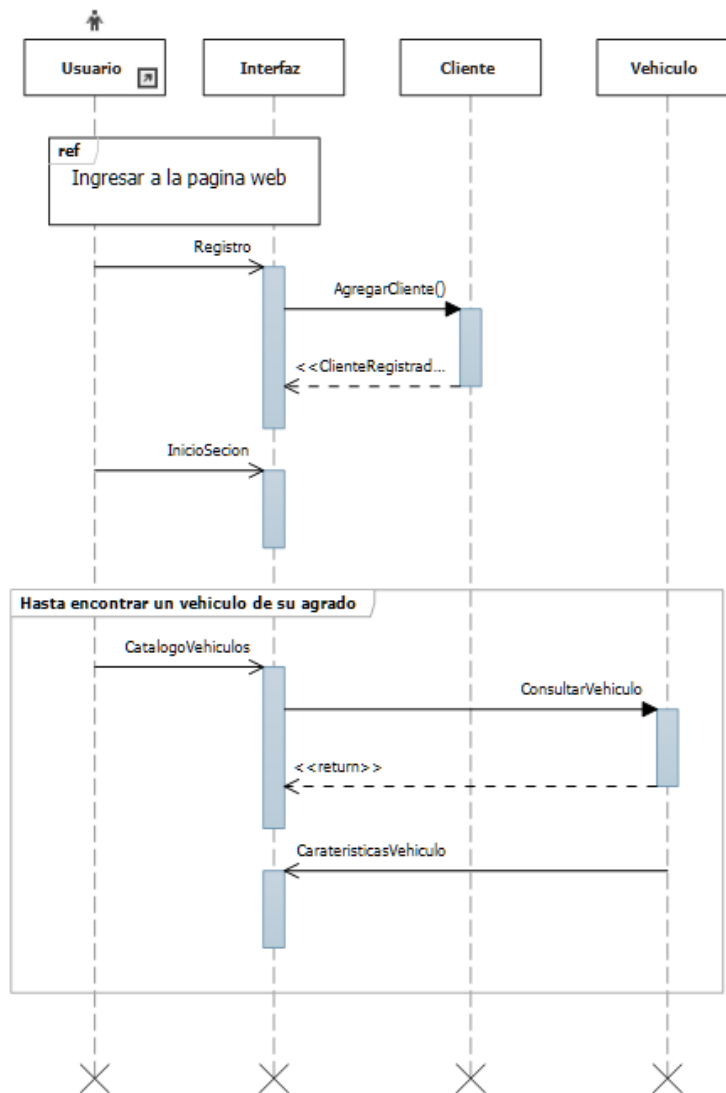 Usuario
Interfaz
Cliente
Vehiculo
ref
Ingresar a la pagina web
Registro
AgregarCliente()
<<ClienteRegistrad...
InicioSecion
Hasta encontrar un vehiculo de su agrado
CatalogoVehiculos
ConsultarVehiculo
<<return>>
CarateristicasVehiculo